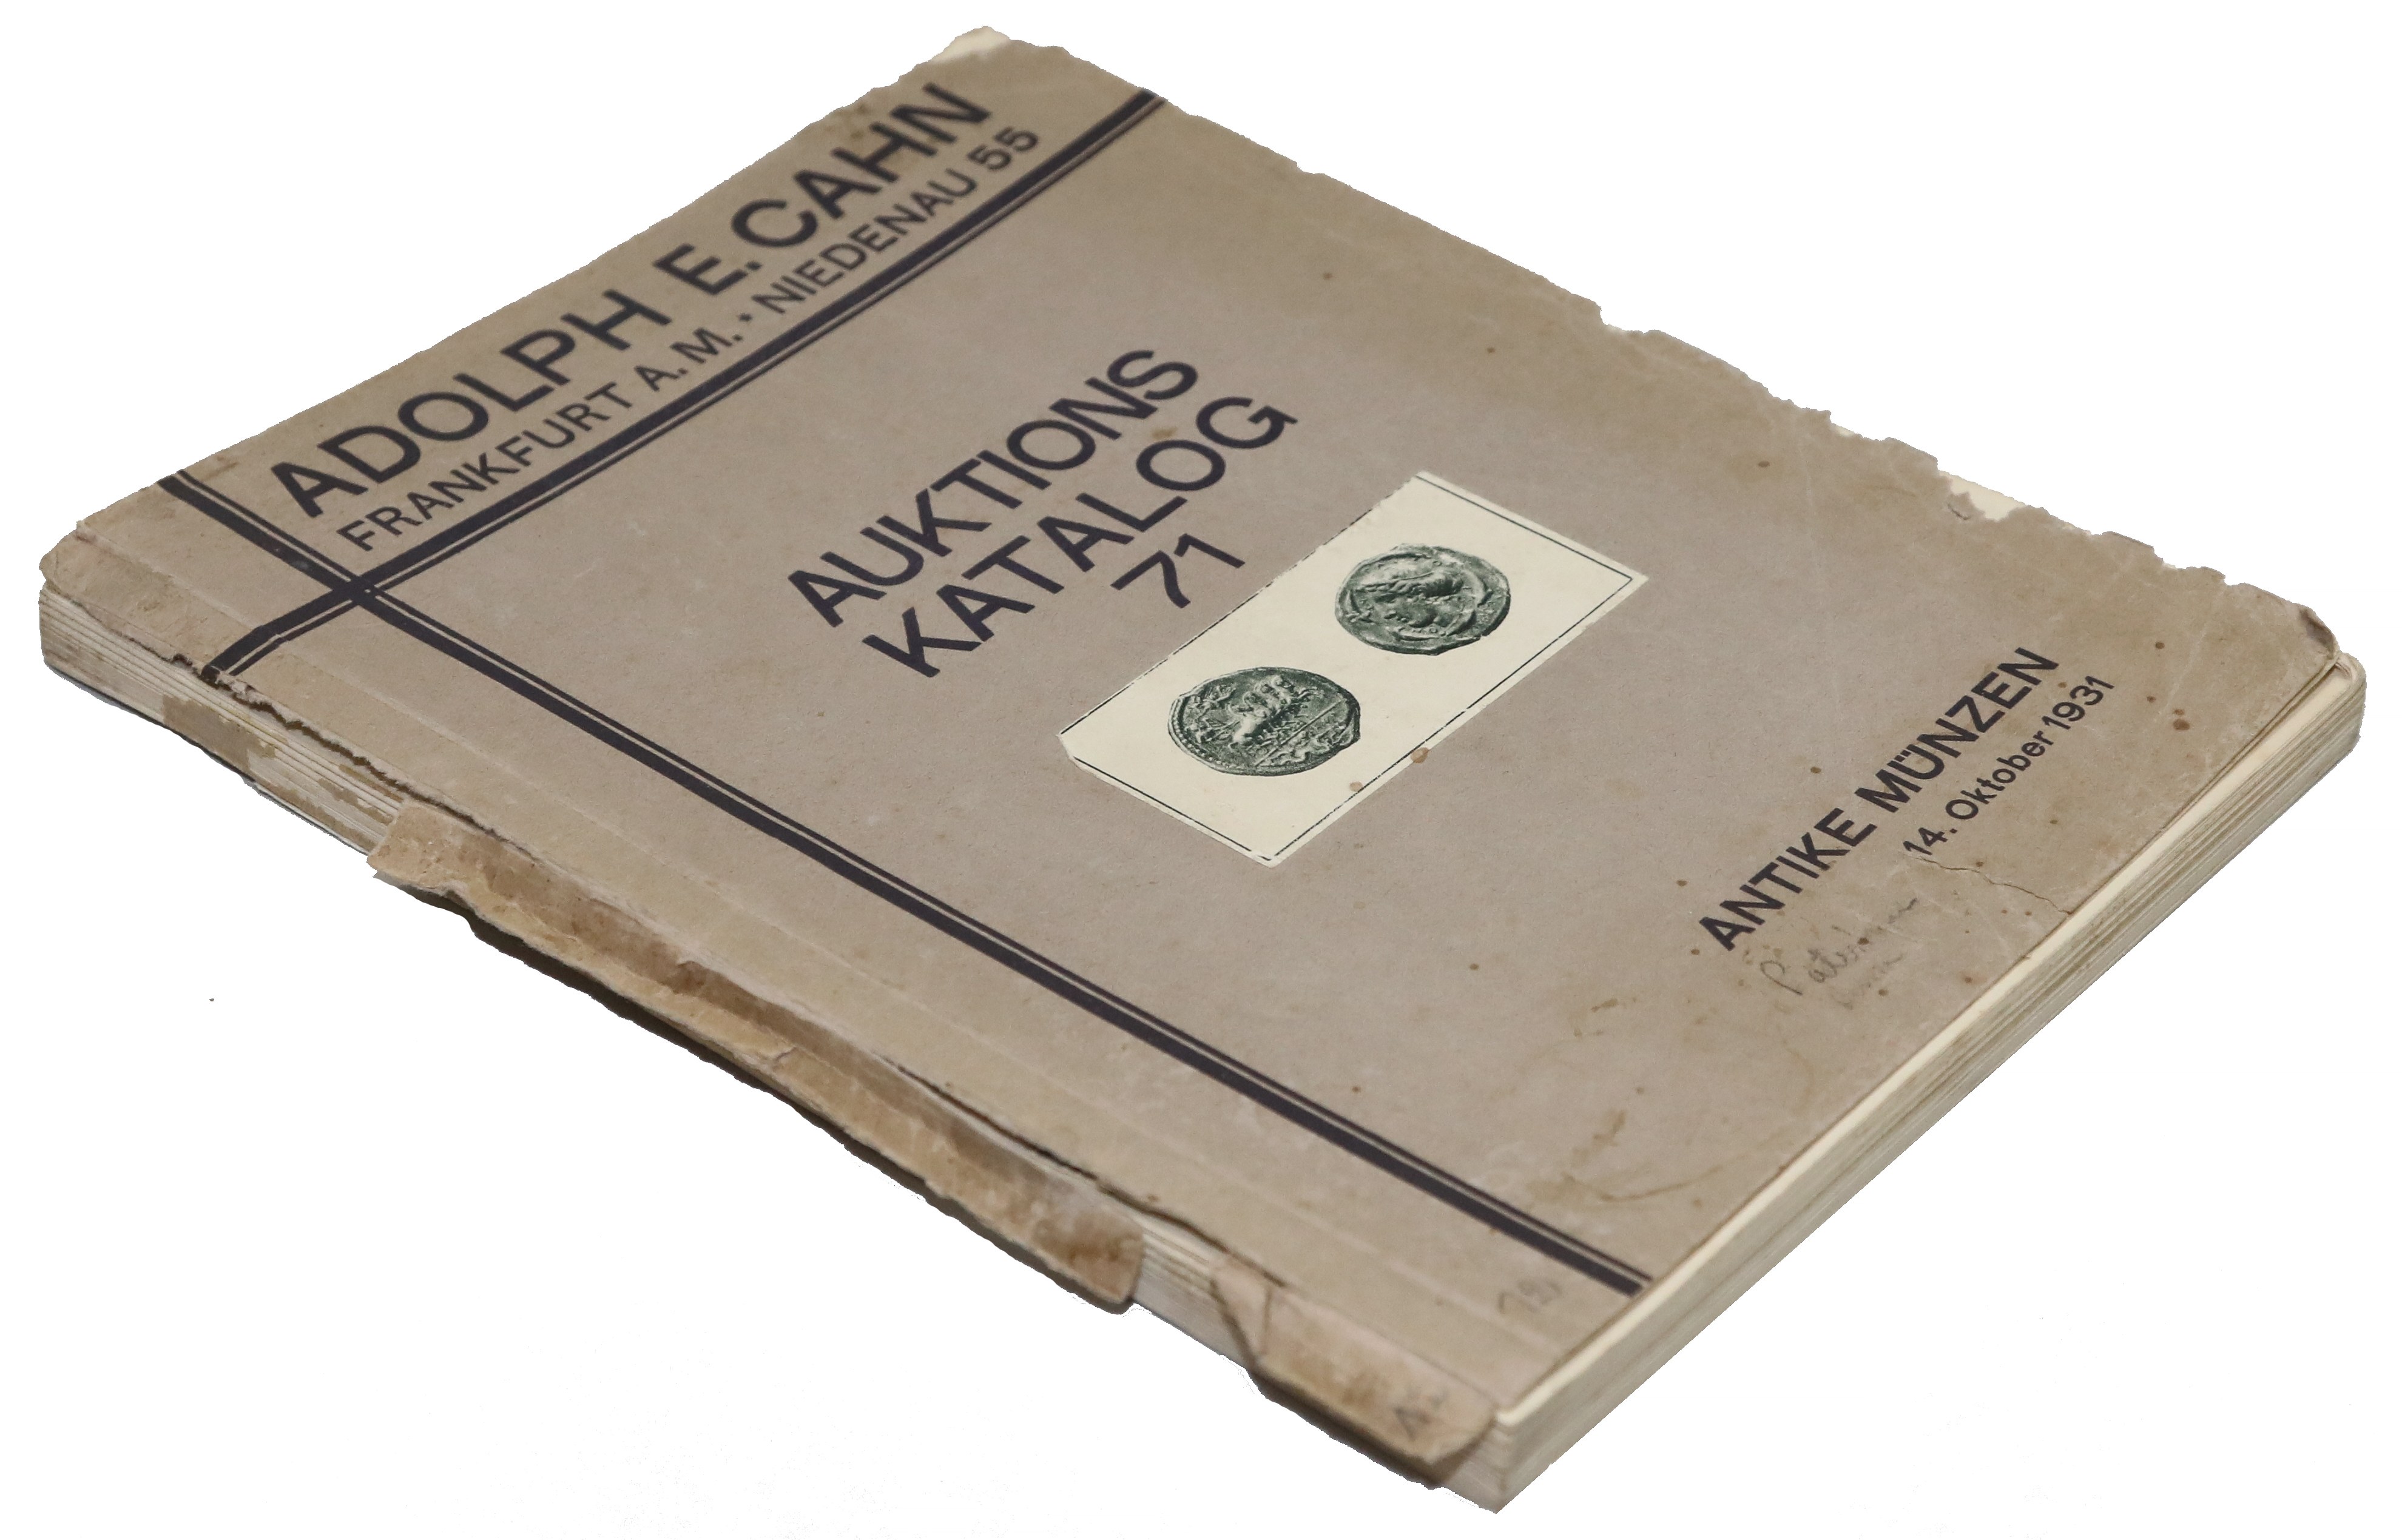 ADOLPH E. CAHN
FRANKFURT A. M. * NIEDENAU 55
AUKTIONS
KATALOG
71
ANTIKE MÜNZEN
14. Oktober 1931